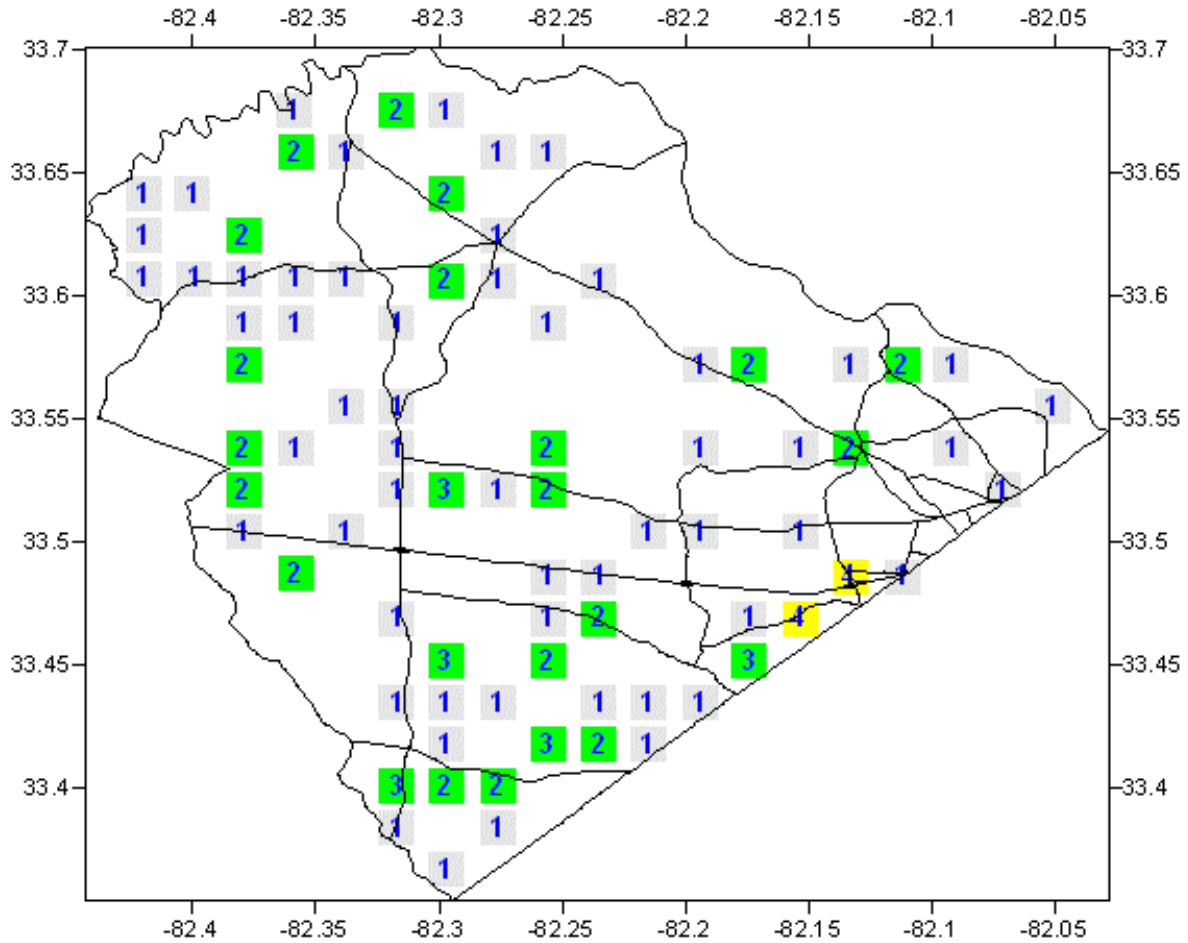 -82.4 -82.35 -82.3 -82.25 -82.2 -82.15 -82.1 -82.05
33.7 33.7
1 2 1
2 1 1 1
33.65 33.65
1 1 2
1 2 1
1 1 1 1 1 2 1 1
33.6 33.6
1 1 1 1
2 1 2 1 2 1
1 1 1
33.55 33.55
2 1 1 2 1 1 2 1
2 1 3 1 2 1
1 1 1 1 1
33.5 33.5
2 1 1 4 1
1 1 2 1 4
33.45 3 2 3 33.45
1 1 1 1 1 1
1 3 2 1
33.4 3 2 2 33.4
1 1
1
-82.4 -82.35 -82.3 -82.25 -82.2 -82.15 -82.1 -82.05